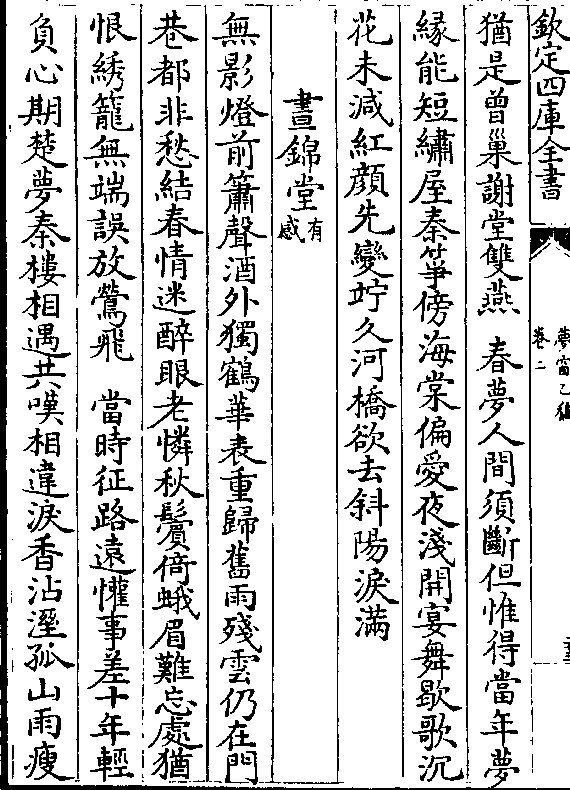 欽定四庫全書
夢窗乙稿
卷二
猶是曾巢謝堂雙燕　春夢人間須斷但惟得當年夢
縁能短繡屋秦箏傍海棠偏愛夜淺開宴舞歇歌沉
花未減紅顔先變竚久河橋欲去斜陽淚滿
晝錦堂 有感
無影燈前簫聲酒外獨鶴華表重歸舊雨殘雲仍在門
巷都非愁結春情迷醉眼老憐秋鬢倚蛾眉難忘處猶
恨綉籠無端誤放鶯飛　當時征路遠懽事差十年輕
負心期楚夢秦樓相遇共嘆相違淚香沾溼孤山雨瘦